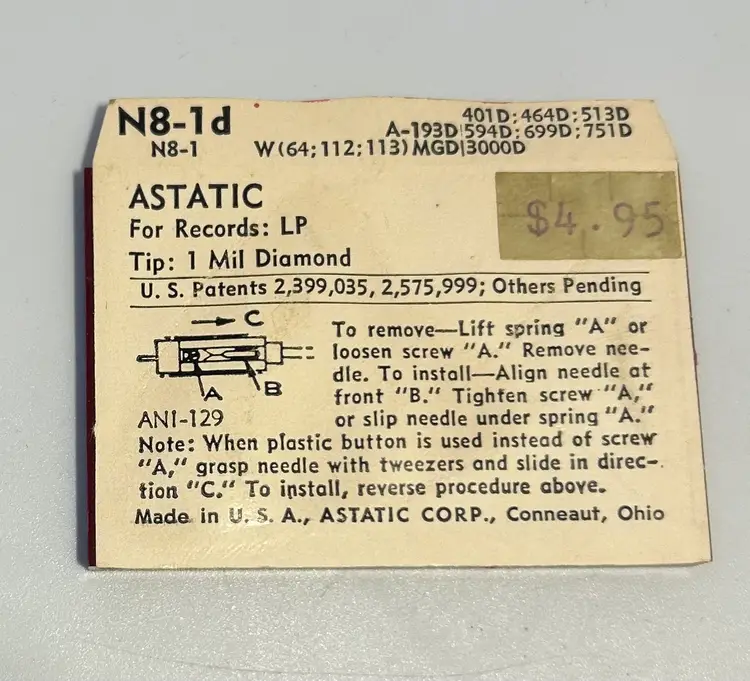 N8-1d
401D; 464D; 513D
A-193D|594D; 699D; 751D
N8-1 W(64; 112; 113) MGD|3000D
ASTATIC
$4.95
For Records: LP
Tip: 1 Mil Diamond
U. S. Patents 2,399,035, 2,575,999; Others Pending
C
A
B
ANI-129
To remove—Lift spring "A" or
loosen screw "A." Remove nee-
dle. To install—Align needle at
front "B." Tighten screw "A,"
or slip needle under spring "A."
Note: When plastic button is used instead of screw
"A," grasp needle with tweezers and slide in direc-
tion "C." To install, reverse procedure above.
Made in U. S. A., ASTATIC CORP., Conneaut, Ohio